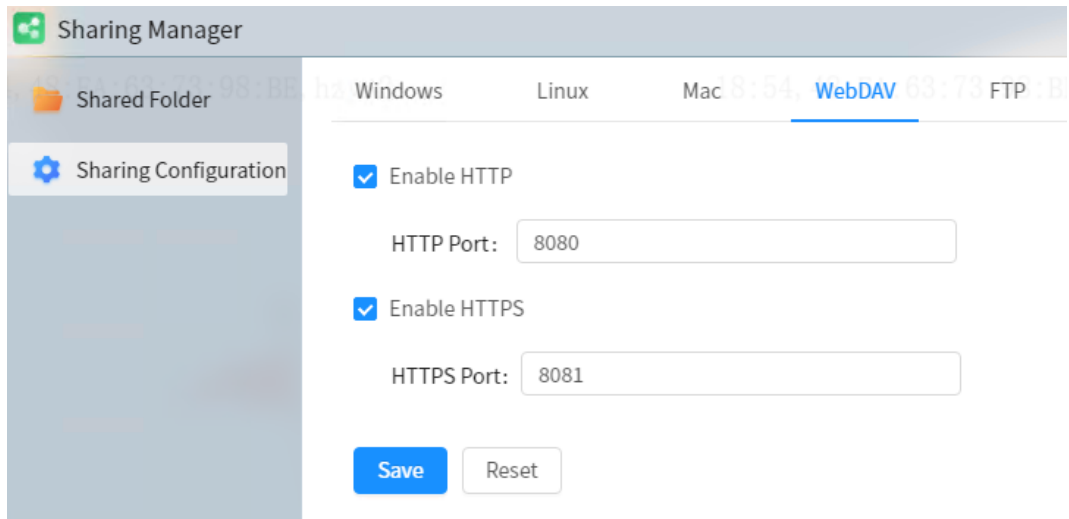 Sharing Manager
Shared Folder
Sharing Configuration
Windows Linux Mac WebDAV FTP
Enable HTTP
HTTP Port: 8080
Enable HTTPS
HTTPS Port: 8081
Save Reset